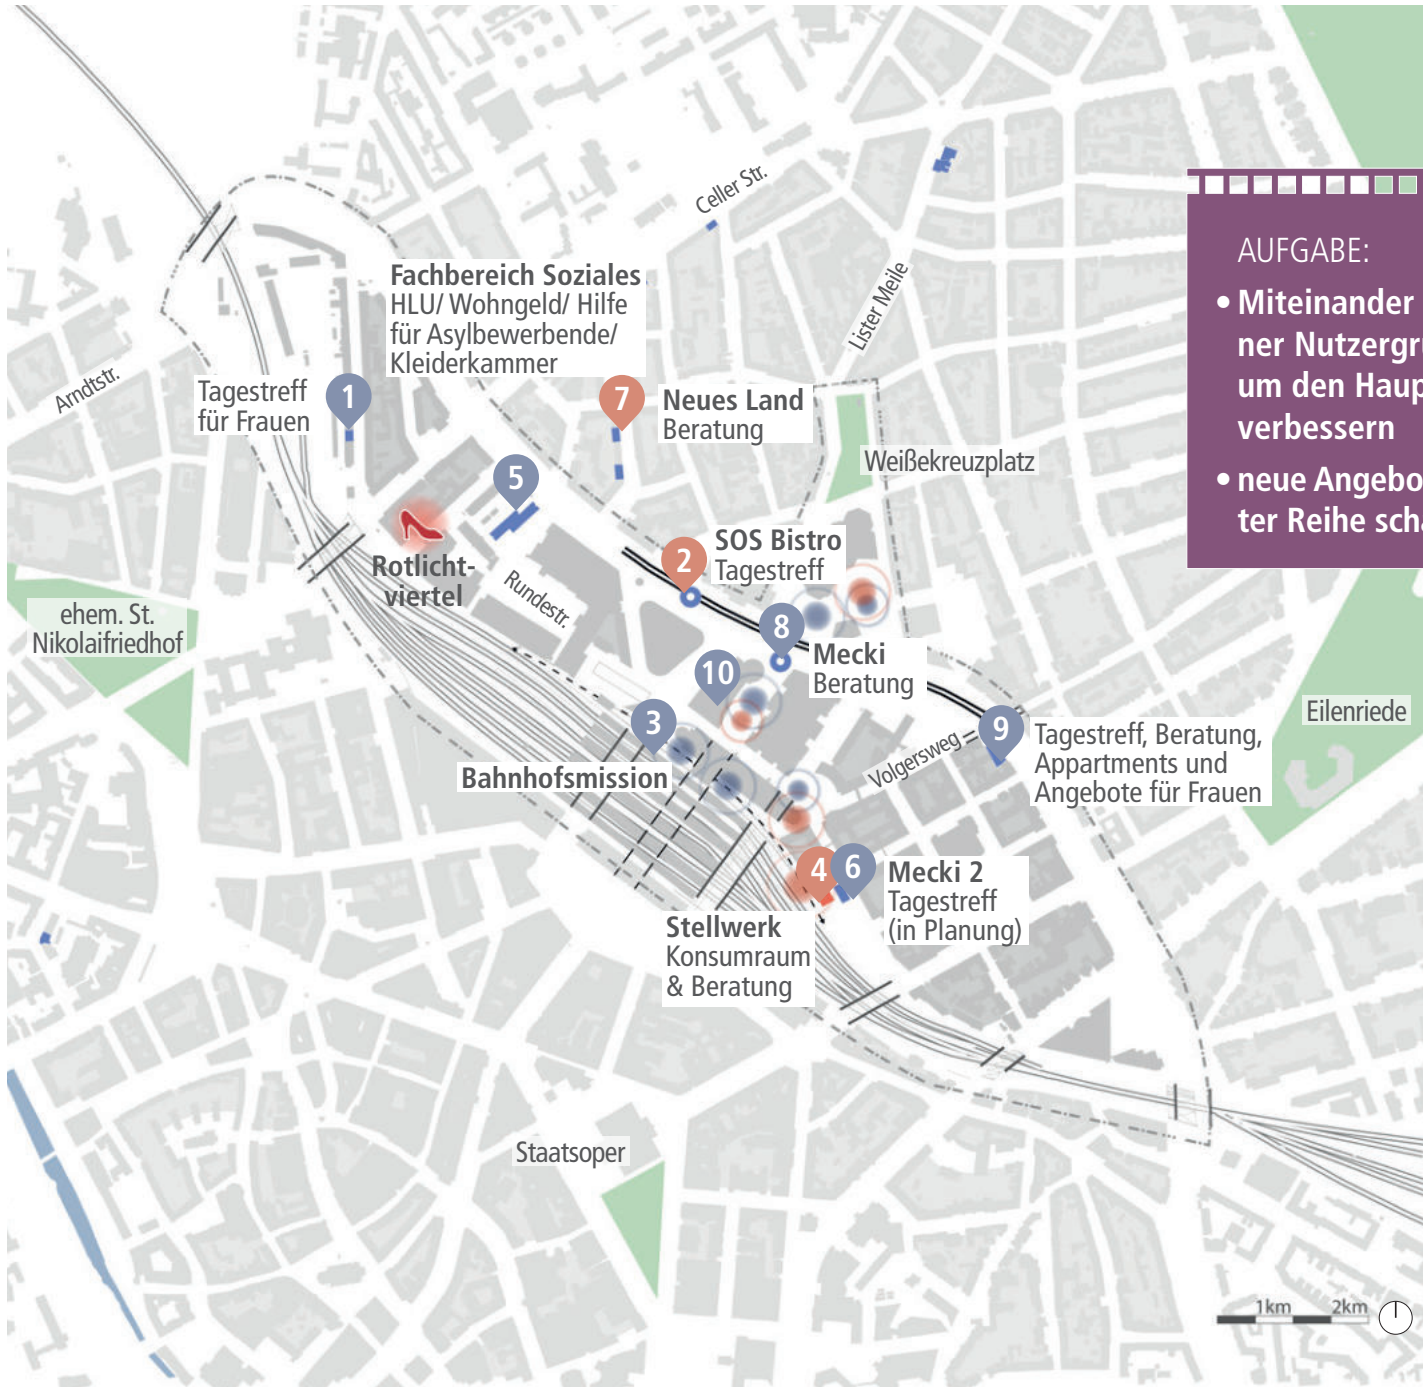 Celler Str.
Lister Meile
AUFGABE:
• Miteinander
ner Nutzergr
um den Haup
verbessern
• neue Angebo
ter Reihe sch
Fachbereich Soziales
HLU/ Wohngeld/ Hilfe
für Asylbewerbende/
Kleiderkammer
Arndtstr.
Tagestreff
für Frauen
1
7
Neues Land
Beratung
Weißekreuzplatz
5
Rotlicht-
viertel
Rundestr.
2
SOS Bistro
Tagestreff
ehem. St.
Nikolaifriedhof
8
Mecki
Beratung
10
3
Bahnhofsmission
Volgersweg
9
Tagestreff, Beratung,
Appartments und
Angebote für Frauen
Eilenriede
4
6
Mecki 2
Tagestreff
(in Planung)
Stellwerk
Konsumraum
& Beratung
Staatsoper
1km
2km